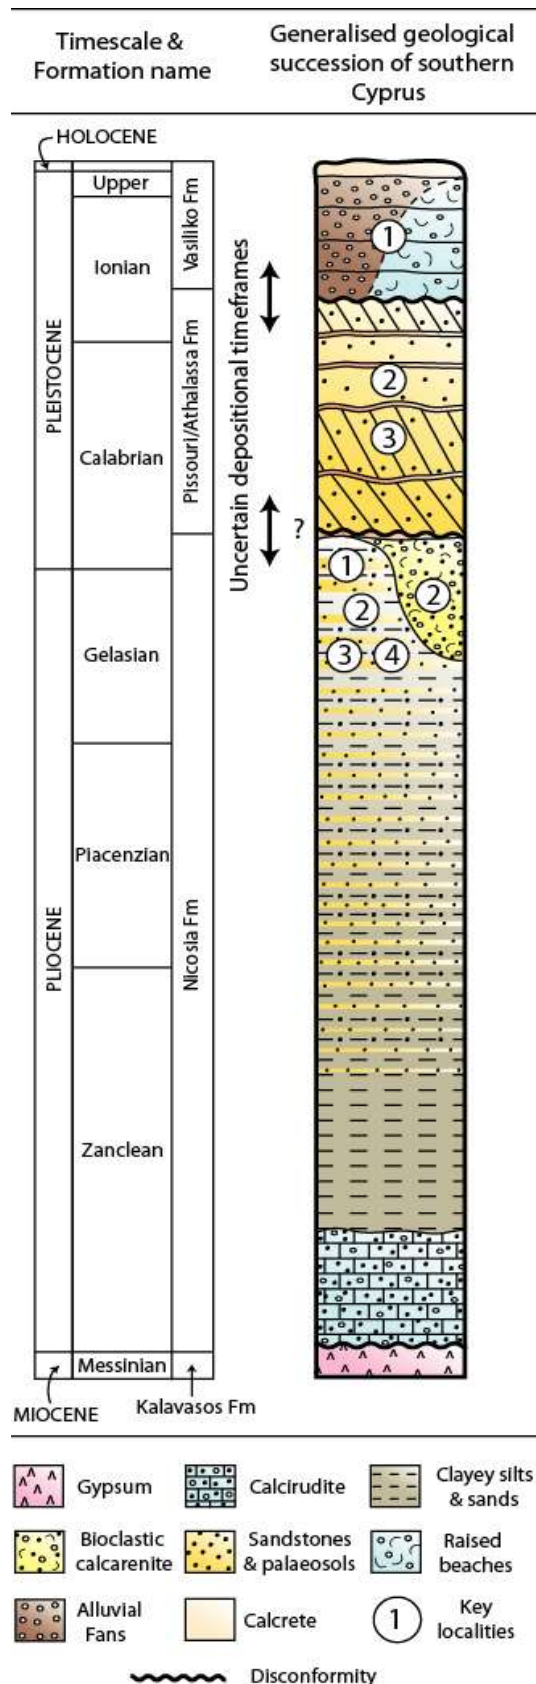 Timescale &
Formation name
Generalised geological
succession of southern
Cyprus
HOLOCENE
Upper
Ionian
Calabrian
Gelasian
Piacenzian
Zanclean
Messinian
PLEISTOCENE
PLIOCENE
MIOCENE
Vasiliko Fm
Pissouri/Athalassa Fm
Nicosia Fm
Kalavasos Fm
Uncertain depositional timeframes
?
1
2
3
1
2
2
3 4
Gypsum
Calcirudite
Clayey silts
& sands
Bioclastic
calcarenite
Sandstones
& palaeosols
Raised
beaches
Alluvial
Fans
Calcrete
1
Key
localities
Disconformity